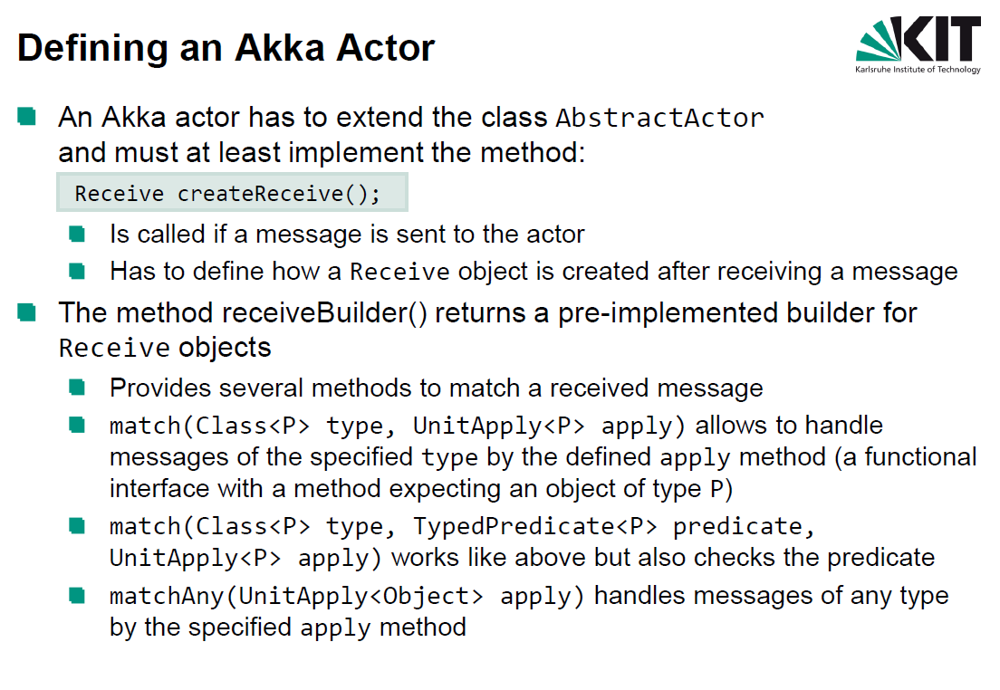 Defining an Akka Actor
KIT
Karlsruhe Institute of Technology
An Akka actor has to extend the class AbstractActor
and must at least implement the method:
Receive createReceive();
Is called if a message is sent to the actor
Has to define how a Receive object is created after receiving a message
The method receiveBuilder() returns a pre-implemented builder for
Receive objects
Provides several methods to match a received message
match(Class<P> type, UnitApply<P> apply) allows to handle
messages of the specified type by the defined apply method (a functional
interface with a method expecting an object of type P)
match(Class<P> type, TypedPredicate<P> predicate,
UnitApply<P> apply) works like above but also checks the predicate
matchAny(UnitApply<Object> apply) handles messages of any type
by the specified apply method